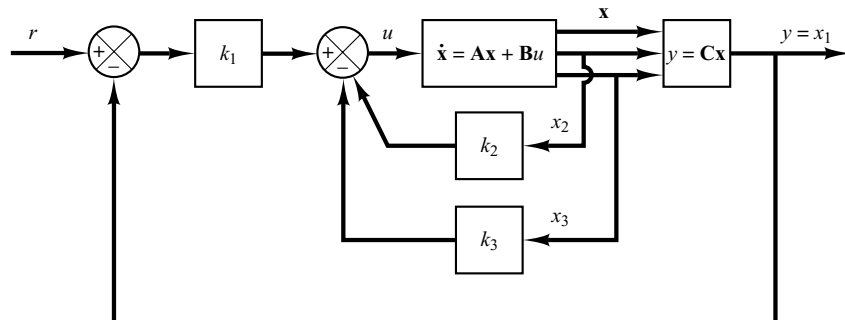 x
r
+
−
k₁
+
−
u
ẋ = Ax + Bu
y = Cx
y = x₁
k₂
x₂
k₃
x₃